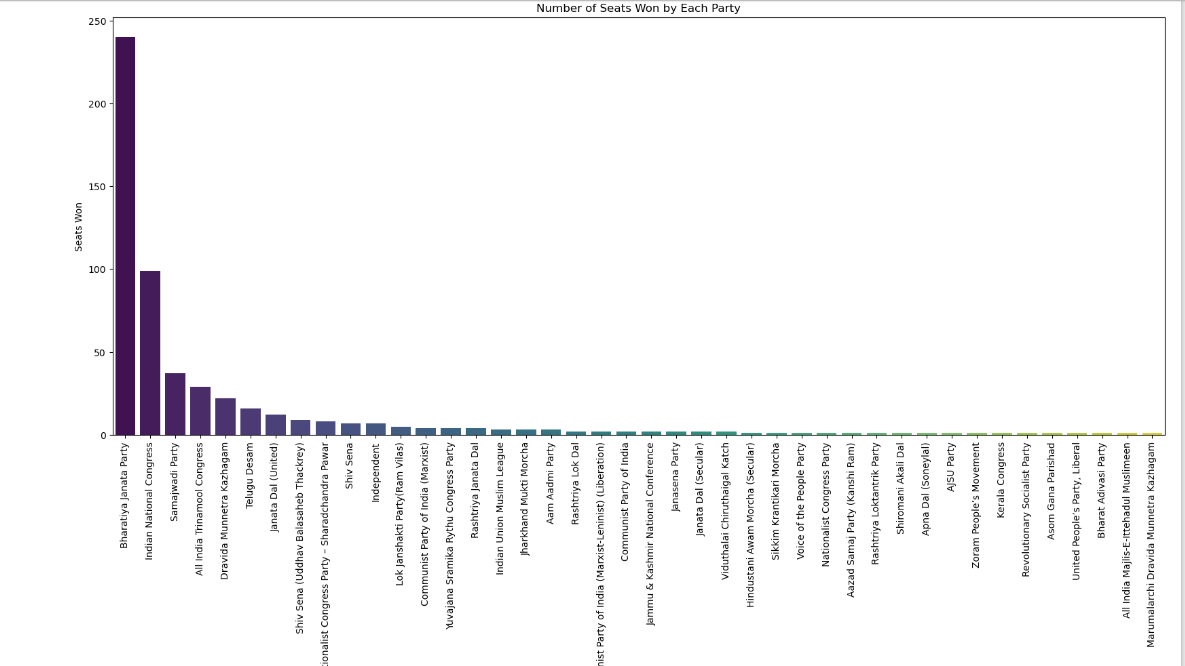 Number of Seats Won by Each Party
Seats Won
250
200
150
100
50
0
Bharatiya Janata Party
Indian National Congress
Samajwadi Party
All India Trinamool Congress
Dravida Munnetra Kazhagam
Telugu Desam
Janata Dal (United)
Shiv Sena (Uddhav Balasaheb Thackrey)
ionalist Congress Party – Sharadchandra Pawar
Shiv Sena
Independent
Lok Janshakti Party(Ram Vilas)
Communist Party of India (Marxist)
Yuvajana Sramika Rythu Congress Party
Rashtriya Janata Dal
Indian Union Muslim League
Jharkhand Mukti Morcha
Aam Aadmi Party
Rashtriya Lok Dal
nist Party of India (Marxist-Leninist) (Liberation)
Communist Party of India
Jammu & Kashmir National Conference
Janasena Party
Janata Dal (Secular)
Viduthalai Chiruthaigal Katch
Hindustani Awam Morcha (Secular)
Sikkim Krantikari Morcha
Voice of the People Party
Nationalist Congress Party
Aazad Samaj Party (Kanshi Ram)
Rashtriya Loktantrik Party
Shiromani Akali Dal
Apna Dal (Soneylal)
AJSU Party
Zoram People's Movement
Kerala Congress
Revolutionary Socialist Party
Asom Gana Parishad
United People's Party, Liberal
Bharat Adivasi Party
All India Majlis-E-Ittehadul Muslimeen
Marumalarchi Dravida Munnetra Kazhagam